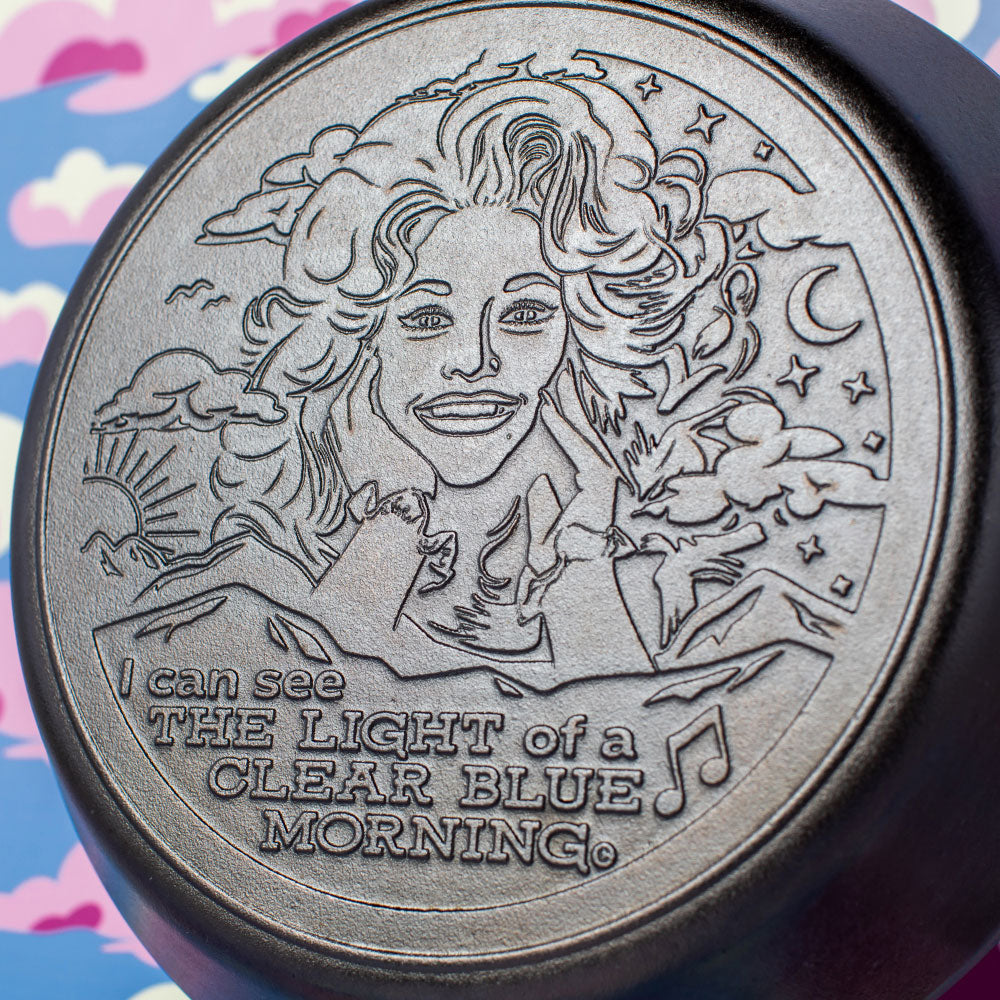 I can see
THE LIGHT of a
CLEAR BLUE
MORNING©